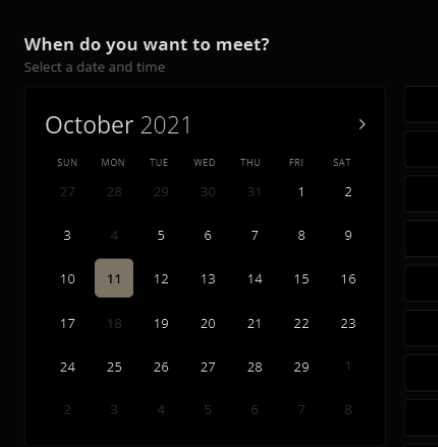 When do you want to meet?
Select a date and time
October 2021
SUN MON TUE WED THU FRI SAT
27 28 29 30 31 1 2
3 4 5 6 7 8 9
10 11 12 13 14 15 16
17 18 19 20 21 22 23
24 25 26 27 28 29 1
2 3 4 5 6 7 8